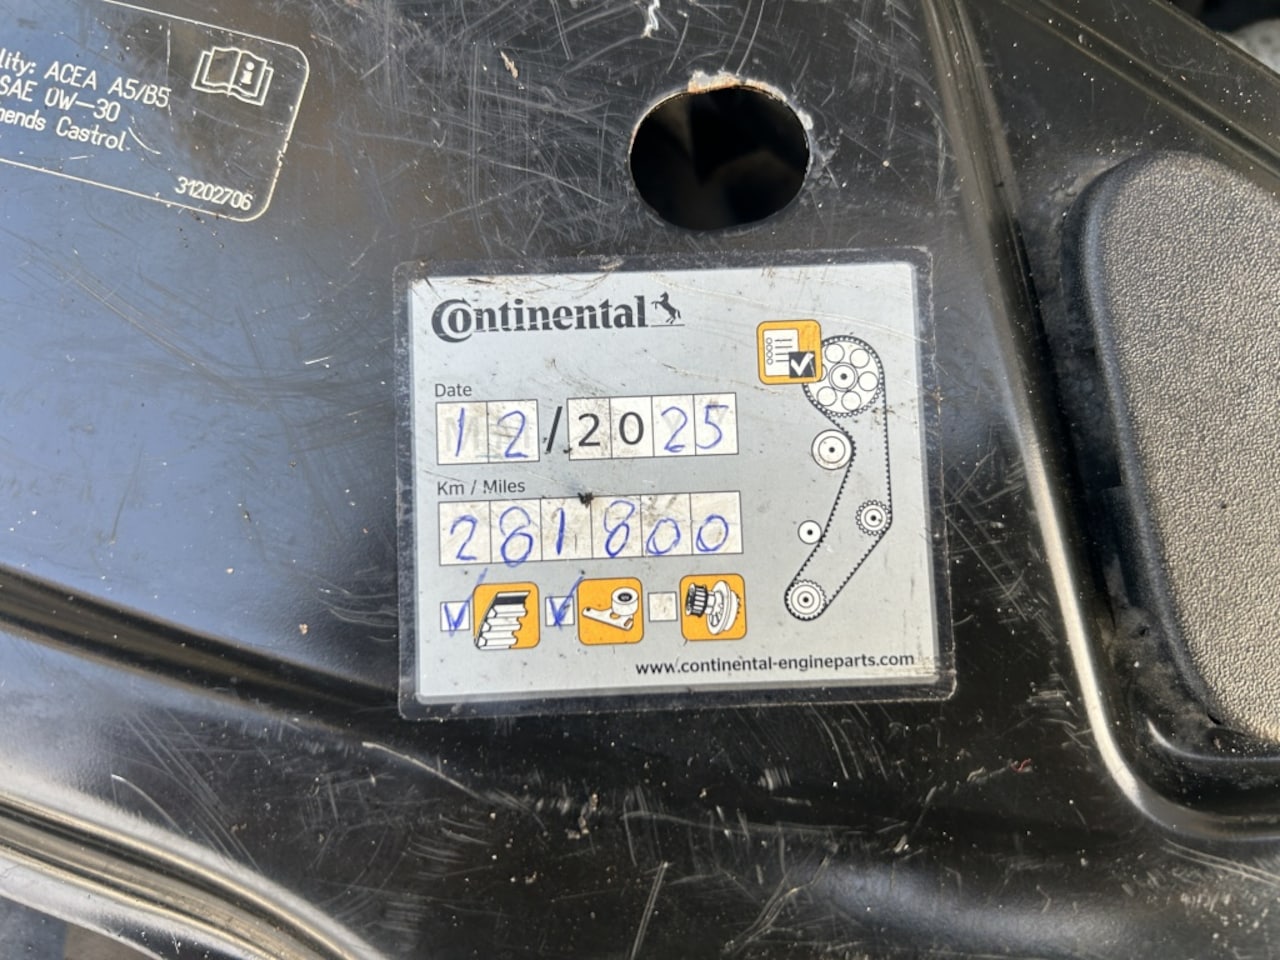 lity: ACEA A5/B5
SAE 0W-30
Castrol
31202706
Continental
Date
12/2025
Km / Miles
281800
www.continental-engineparts.com